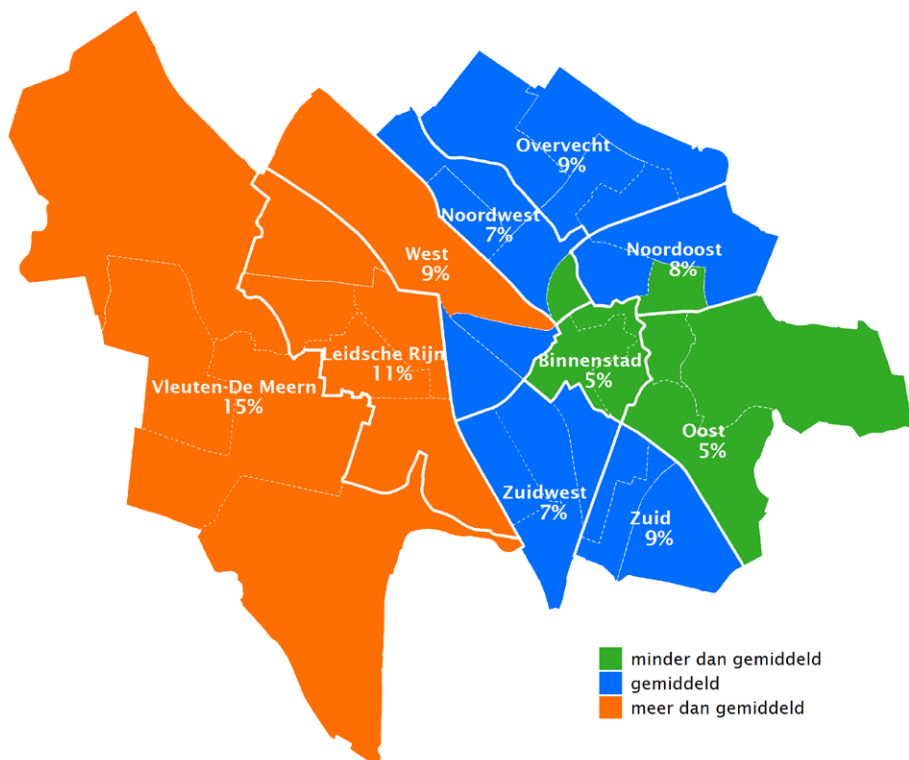 Overvecht
9%
Noordwest
7%
Noordoost
8%
West
9%
Leidsche Rijn
11%
Binnenstad
5%
Vleuten-De Meern
15%
Oost
5%
Zuidwest
7%
Zuid
9%
minder dan gemiddeld
gemiddeld
meer dan gemiddeld